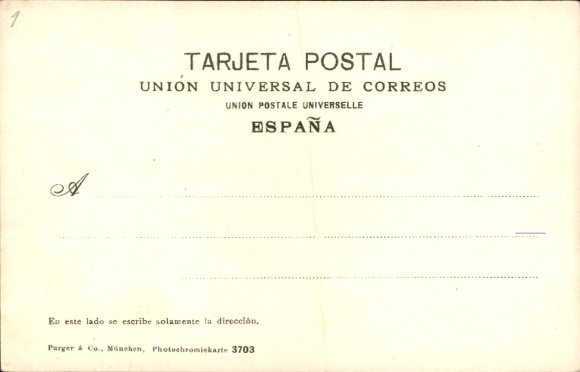 1
TARJETA POSTAL
UNIÓN UNIVERSAL DE CORREOS
UNION POSTALE UNIVERSELLE
ESPAÑA
A
En este lado se escribe solamente la dirección.
Purger & Co., München, Photochromiekarte 3703